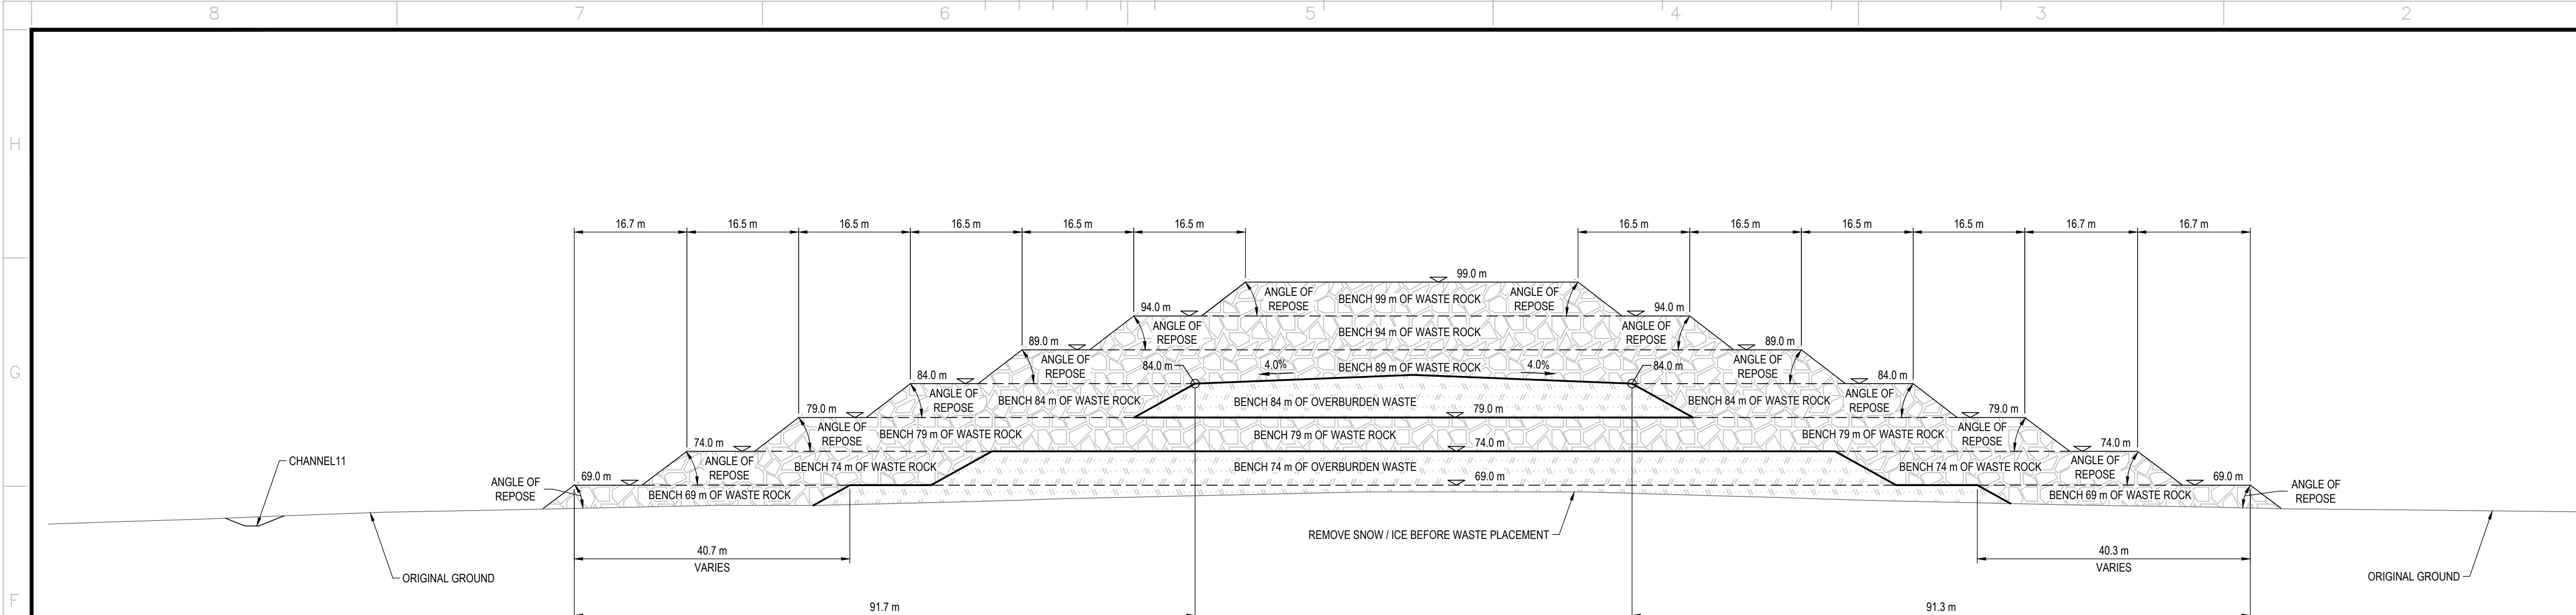 8 7 6 5 4 3 2
H
16.7 m 16.5 m 16.5 m 16.5 m 16.5 m 16.5 m 16.5 m 16.5 m 16.5 m 16.5 m 16.7 m 16.7 m
99.0 m
ANGLE OF
REPOSE
BENCH 99 m OF WASTE ROCK
ANGLE OF
REPOSE
94.0 m 94.0 m
ANGLE OF
REPOSE
BENCH 94 m OF WASTE ROCK
ANGLE OF
REPOSE
89.0 m 89.0 m
ANGLE OF
REPOSE
84.0 m
4.0%
BENCH 89 m OF WASTE ROCK
4.0%
84.0 m
ANGLE OF
REPOSE
G
84.0 m 84.0 m
ANGLE OF
REPOSE
BENCH 84 m OF WASTE ROCK
BENCH 84 m OF OVERBURDEN WASTE
BENCH 84 m OF WASTE ROCK
ANGLE OF
REPOSE
79.0 m 79.0 m 79.0 m
ANGLE OF
REPOSE
BENCH 79 m OF WASTE ROCK
BENCH 79 m OF WASTE ROCK
BENCH 79 m OF WASTE ROCK
ANGLE OF
REPOSE
74.0 m 74.0 m 74.0 m
CHANNEL11
ANGLE OF
REPOSE
BENCH 74 m OF WASTE ROCK
BENCH 74 m OF OVERBURDEN WASTE
BENCH 74 m OF WASTE ROCK
ANGLE OF
REPOSE
69.0 m 69.0 m 69.0 m
ANGLE OF
REPOSE
BENCH 69 m OF WASTE ROCK
BENCH 69 m OF WASTE ROCK
ANGLE OF
REPOSE
REMOVE SNOW / ICE BEFORE WASTE PLACEMENT
40.7 m
VARIES
40.3 m
VARIES
ORIGINAL GROUND
ORIGINAL GROUND
F
91.7 m 91.3 m